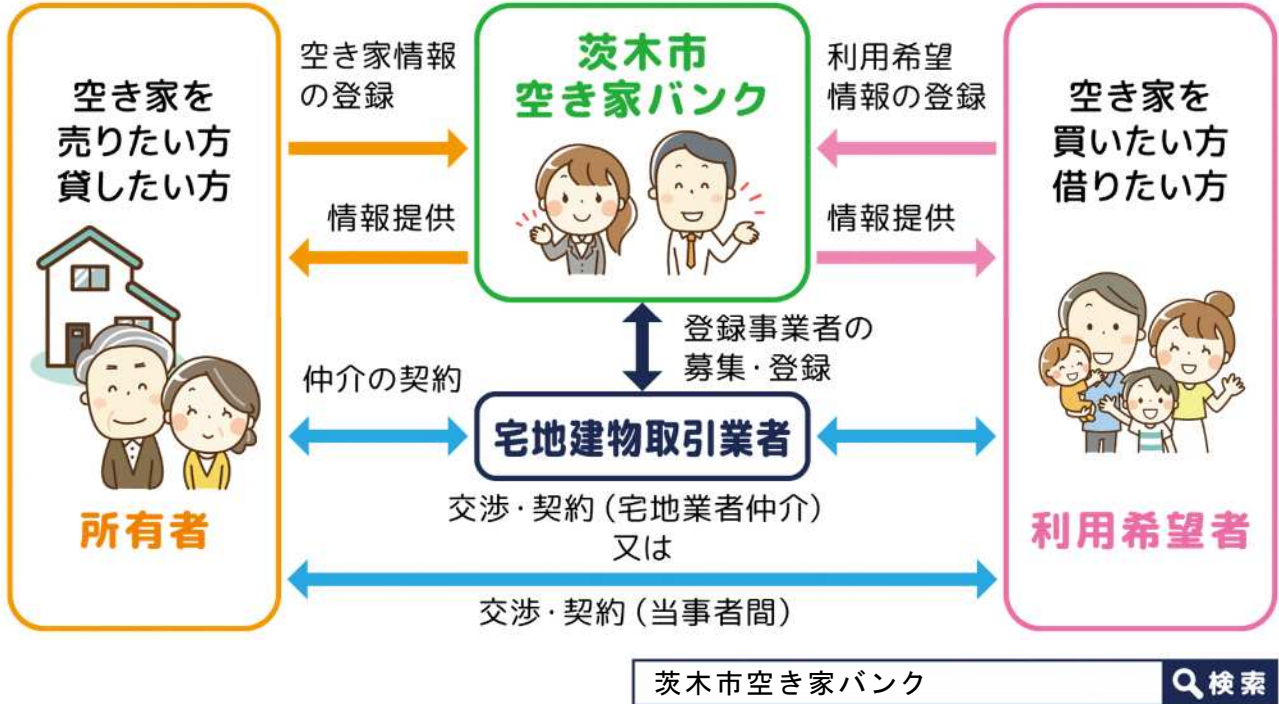 空き家を
売りたい方
貸したい方
所有者
空き家情報
の登録
情報提供
仲介の契約
茨木市
空き家バンク
登録事業者の
募集・登録
宅地建物取引業者
交渉・契約（宅地業者仲介）
又は
交渉・契約（当事者間）
利用希望
情報の登録
情報提供
空き家を
買いたい方
借りたい方
利用希望者
茨木市空き家バンク
検索